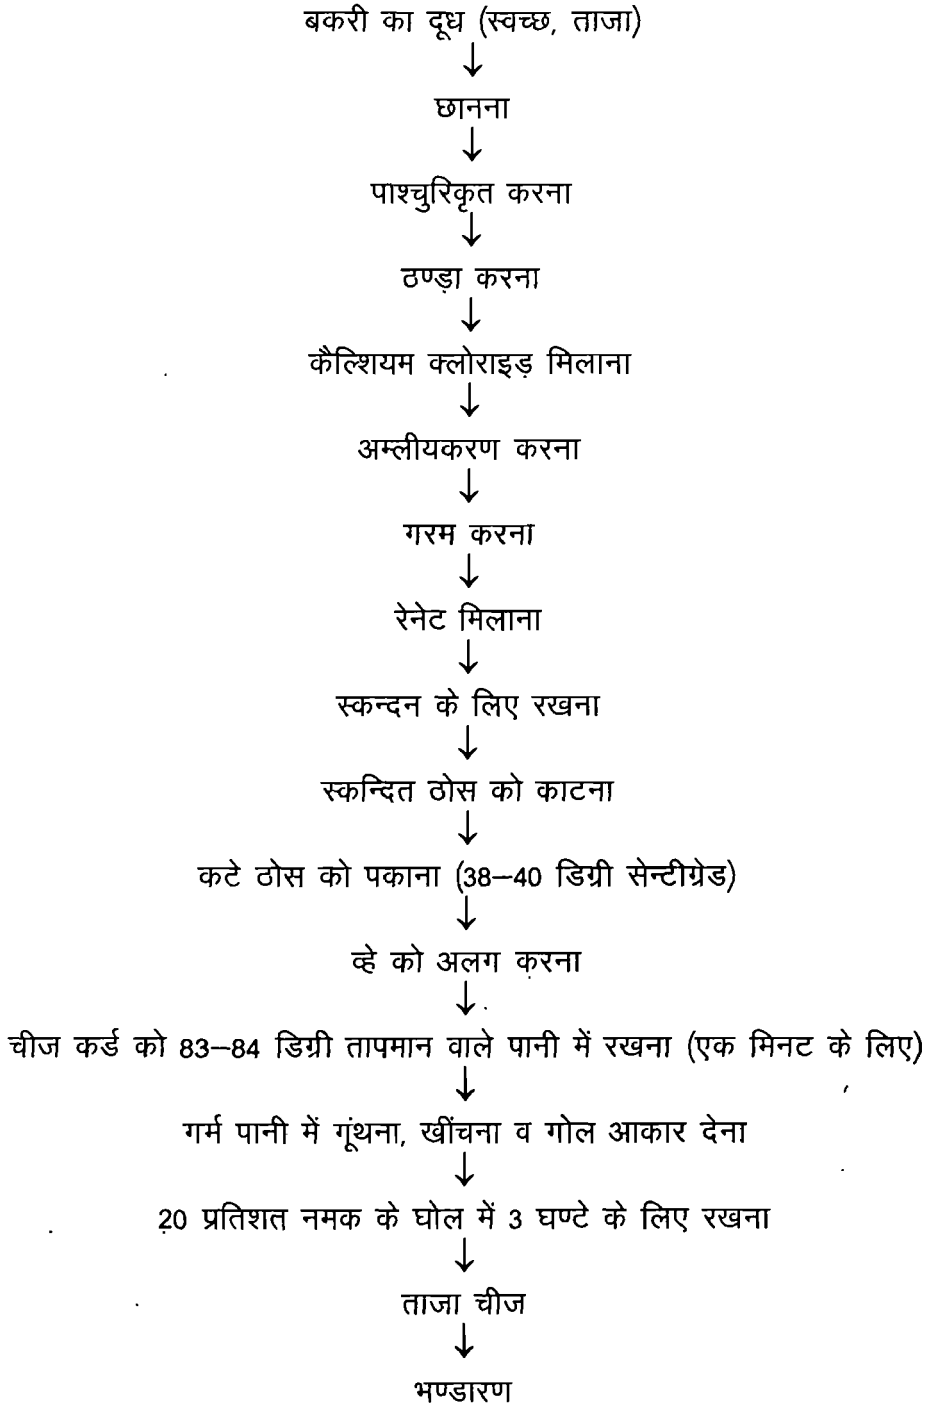 बकरी का दूध (स्वच्छ, ताजा)
↓
छानना
↓
पाश्चुरिकृत करना
↓
ठण्ड़ा करना
↓
कैल्शियम क्लोराइड़ मिलाना
↓
अम्लीयकरण करना
↓
गरम करना
↓
रेनेट मिलाना
↓
स्कन्दन के लिए रखना
↓
स्कन्दित ठोस को काटना
↓
कटे ठोस को पकाना (38–40 डिग्री सेन्टीग्रेड)
↓
व्हे को अलग करना
↓
चीज कर्ड को 83–84 डिग्री तापमान वाले पानी में रखना (एक मिनट के लिए)
↓
गर्म पानी में गूंथना, खींचना व गोल आकार देना
↓
20 प्रतिशत नमक के घोल में 3 घण्टे के लिए रखना
↓
ताजा चीज
↓
भण्डारण